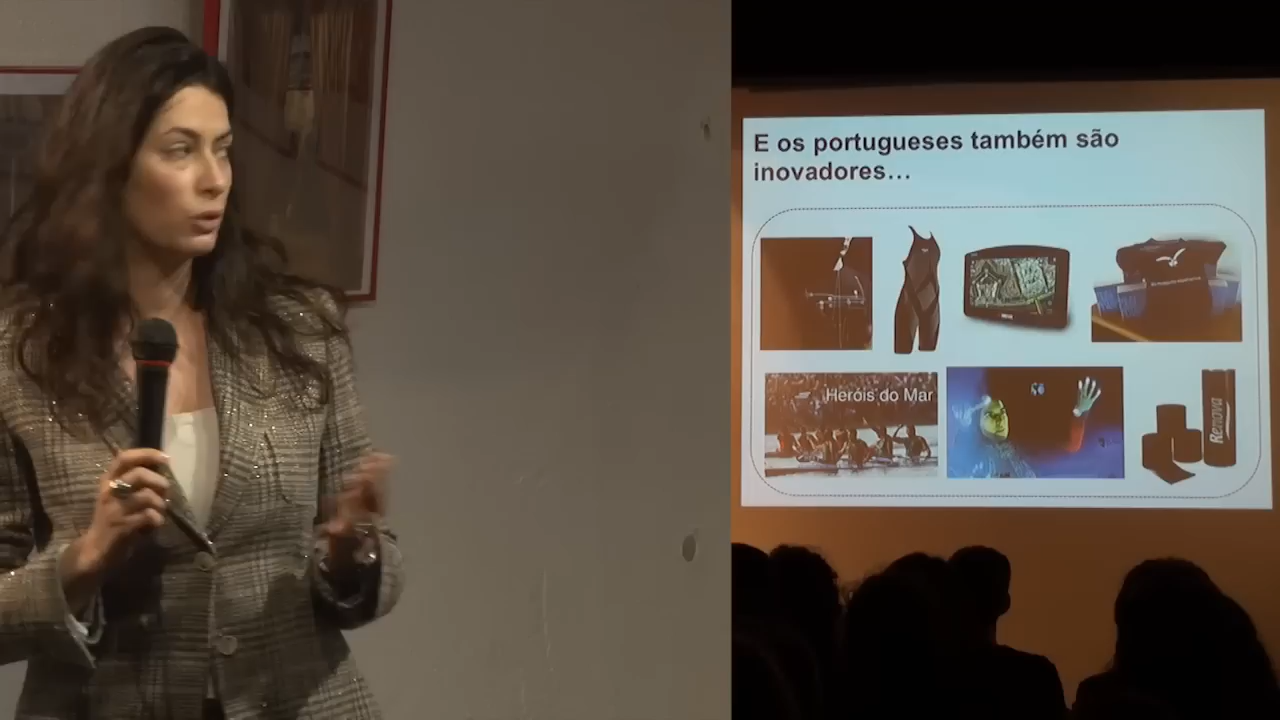 E os portugueses também são
inovadores...
Heróis do Mar
Renova